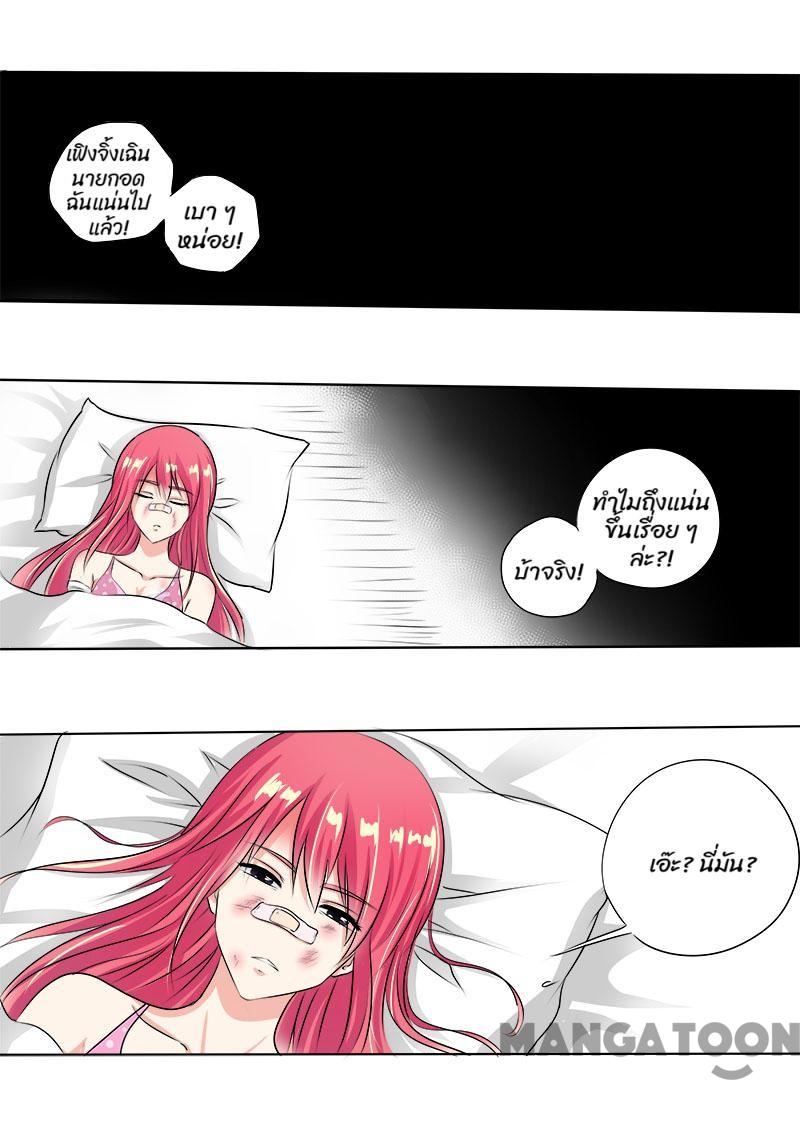 เฟิงจิ้งเฉิน
นายกอด
ฉันแน่นไป
แล้ว!
เบา ๆ
หน่อย!
ทำไมถึงแน่น
ขึ้นเรื่อย ๆ
ล่ะ?!
บ้าจริง!
เอ๊ะ? นี่มัน?
MANGATOON